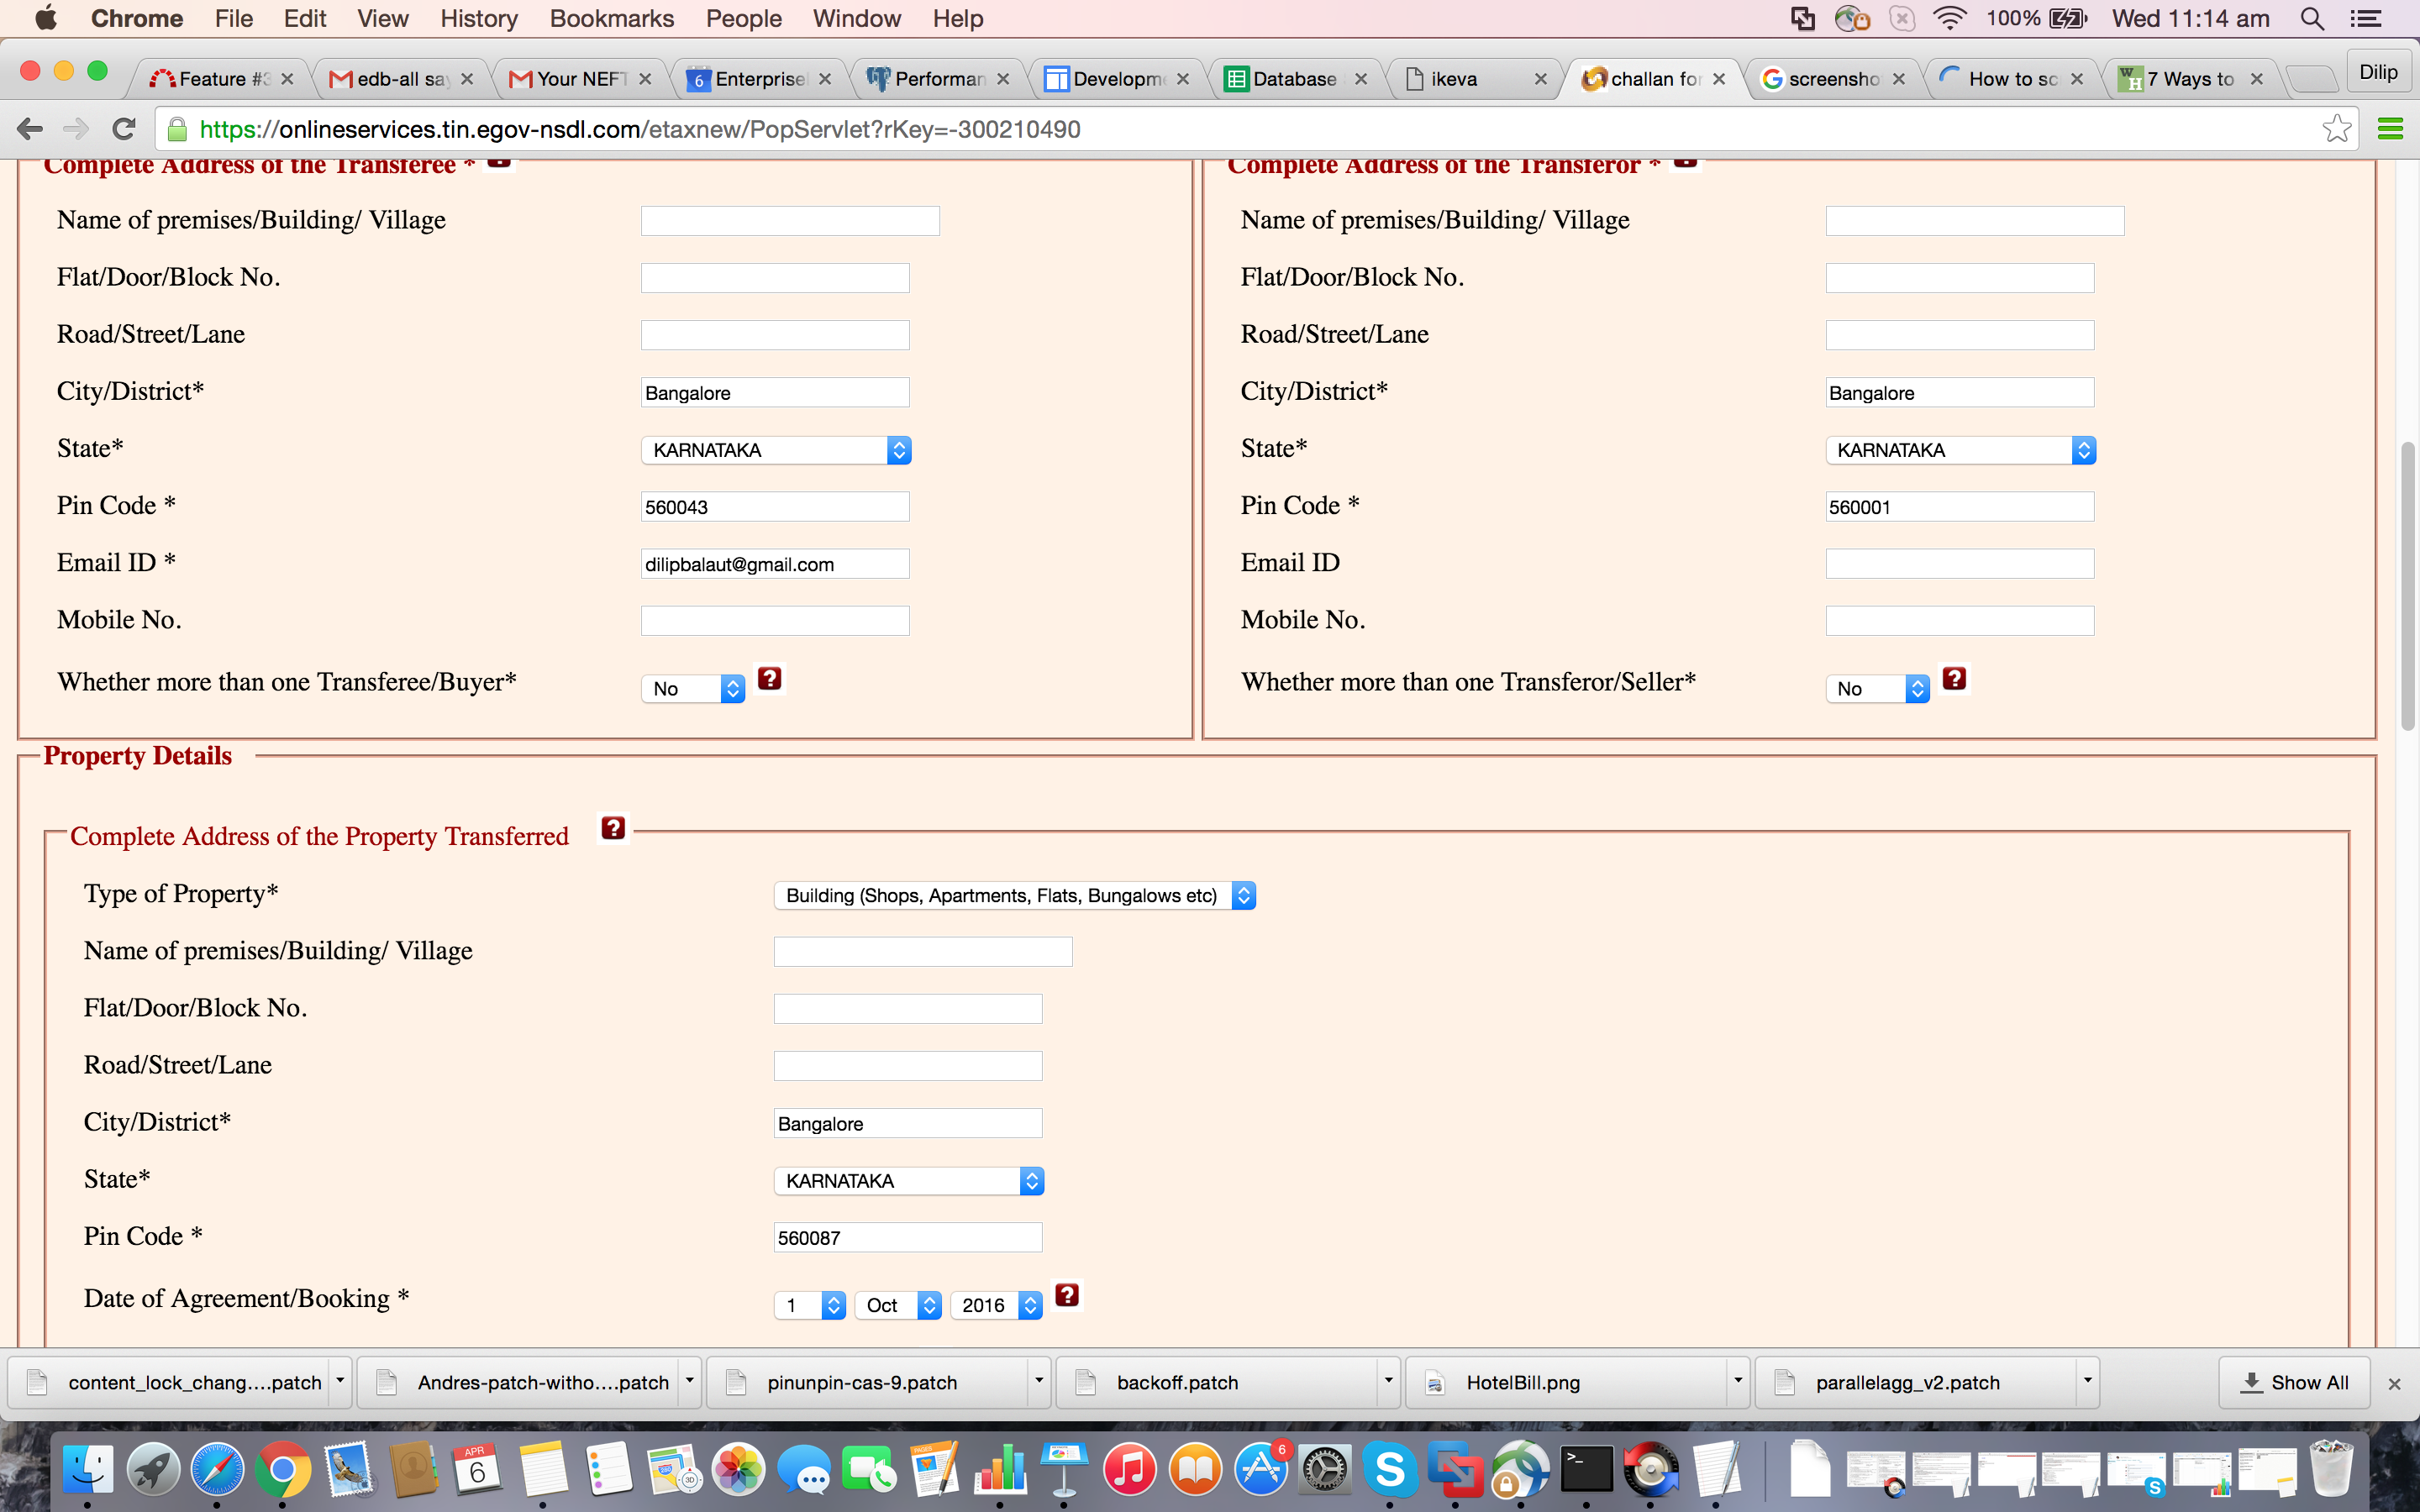 Chrome File Edit View History Bookmarks People Window Help 100% Wed 11:14 am
Feature #3 edb-all say Your NEFT Enterprise Performan Developme Database ikeva challan for screensho How to sc 7 Ways to Dilip
https://onlineservices.tin.egov-nsdl.com/etaxnew/PopServlet?rKey=-300210490
Complete Address of the Transferee * ?
Name of premises/Building/ Village
Flat/Door/Block No.
Road/Street/Lane
City/District* Bangalore
State* KARNATAKA
Pin Code * 560043
Email ID * dilipbalaut@gmail.com
Mobile No.
Whether more than one Transferee/Buyer* No ?
Complete Address of the Transferor * ?
Name of premises/Building/ Village
Flat/Door/Block No.
Road/Street/Lane
City/District* Bangalore
State* KARNATAKA
Pin Code * 560001
Email ID
Mobile No.
Whether more than one Transferor/Seller* No ?
Property Details
Complete Address of the Property Transferred ?
Type of Property* Building (Shops, Apartments, Flats, Bungalows etc)
Name of premises/Building/ Village
Flat/Door/Block No.
Road/Street/Lane
City/District* Bangalore
State* KARNATAKA
Pin Code * 560087
Date of Agreement/Booking * 1 Oct 2016 ?
content_lock_chang....patch Andres-patch-witho....patch pinunpin-cas-9.patch backoff.patch HotelBill.png parallelagg_v2.patch Show All
APR
6
PAGES
3D
6